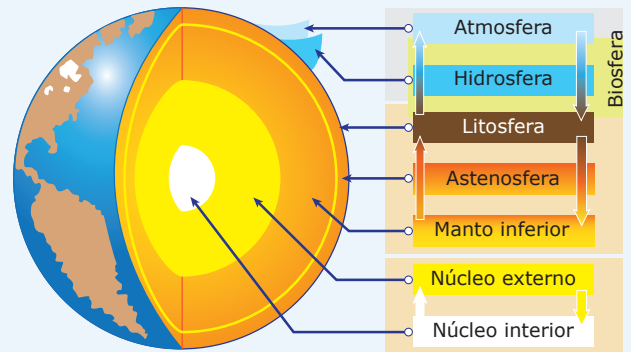 Atmosfera
Hidrosfera
Biosfera
Litosfera
Astenosfera
Manto inferior
Núcleo externo
Núcleo interior